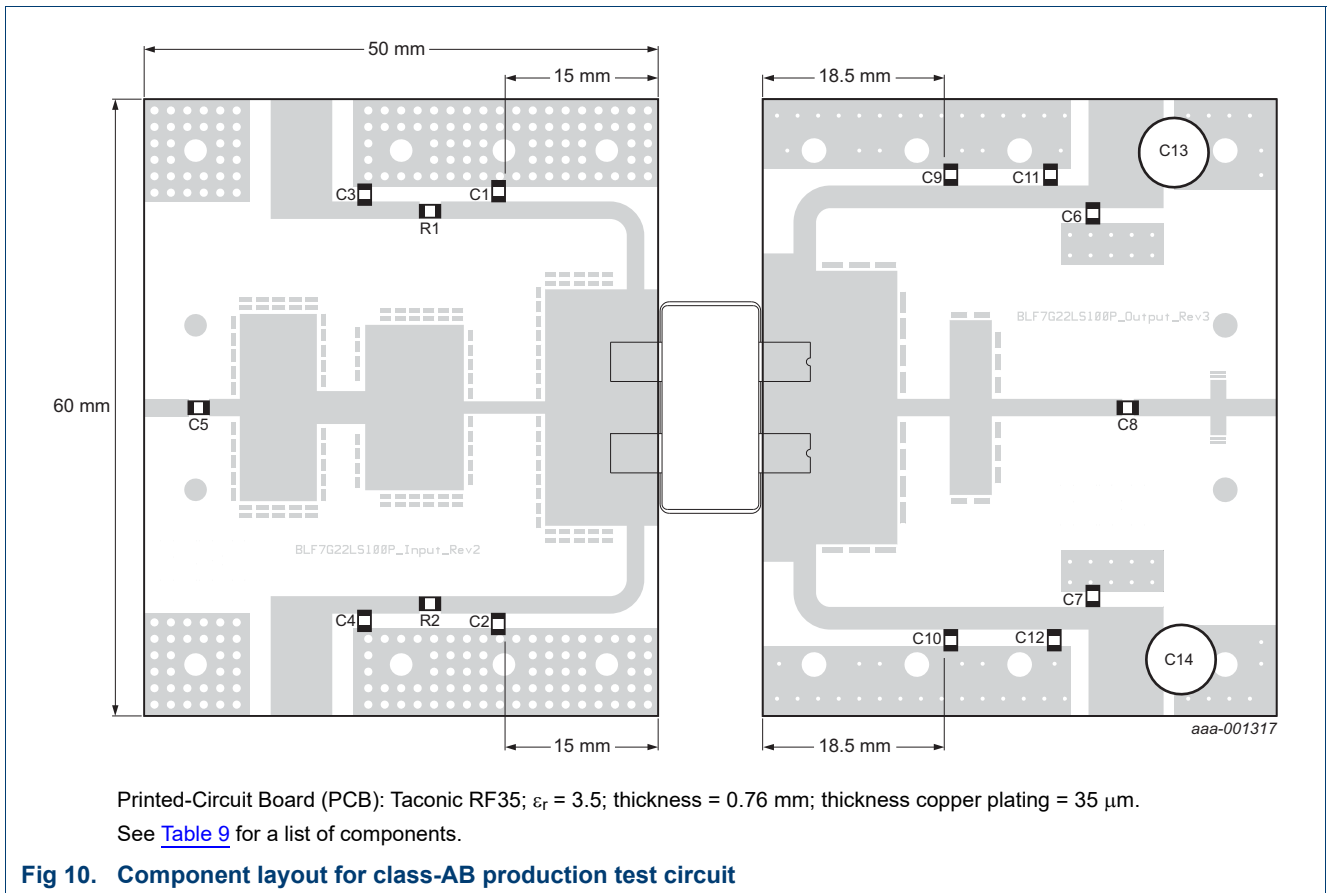 50 mm
15 mm
18.5 mm
C13
C3
C1
C9
C11
R1
C6
BLF7G22LS100P_Output_Rev3
60 mm
C5
C8
BLF7G22LS100P_Input_Rev2
C7
C4
R2
C2
C10
C12
C14
aaa-001317
15 mm
18.5 mm
Printed-Circuit Board (PCB): Taconic RF35; εr = 3.5; thickness = 0.76 mm; thickness copper plating = 35 μm.
See Table 9 for a list of components.
Fig 10. Component layout for class-AB production test circuit